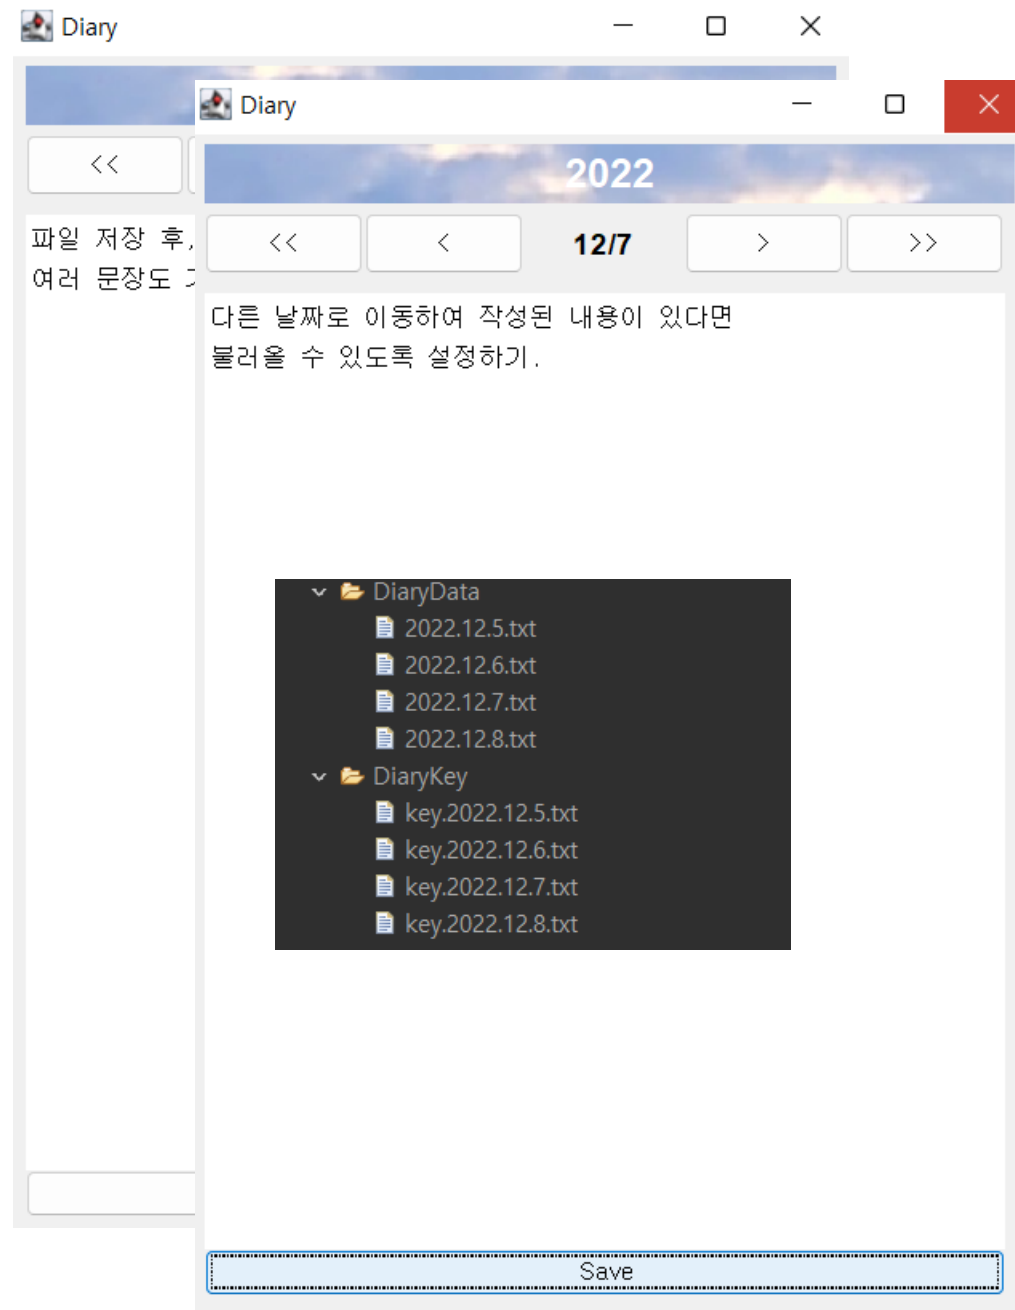 Diary
<<
파일 저장 후,
여러 문장도
Diary
2022
<<
<
12/7
>
>>
다른 날짜로 이동하여 작성된 내용이 있다면
불러올 수 있도록 설정하기.
DiaryData
2022.12.5.txt
2022.12.6.txt
2022.12.7.txt
2022.12.8.txt
DiaryKey
key.2022.12.5.txt
key.2022.12.6.txt
key.2022.12.7.txt
key.2022.12.8.txt
Save